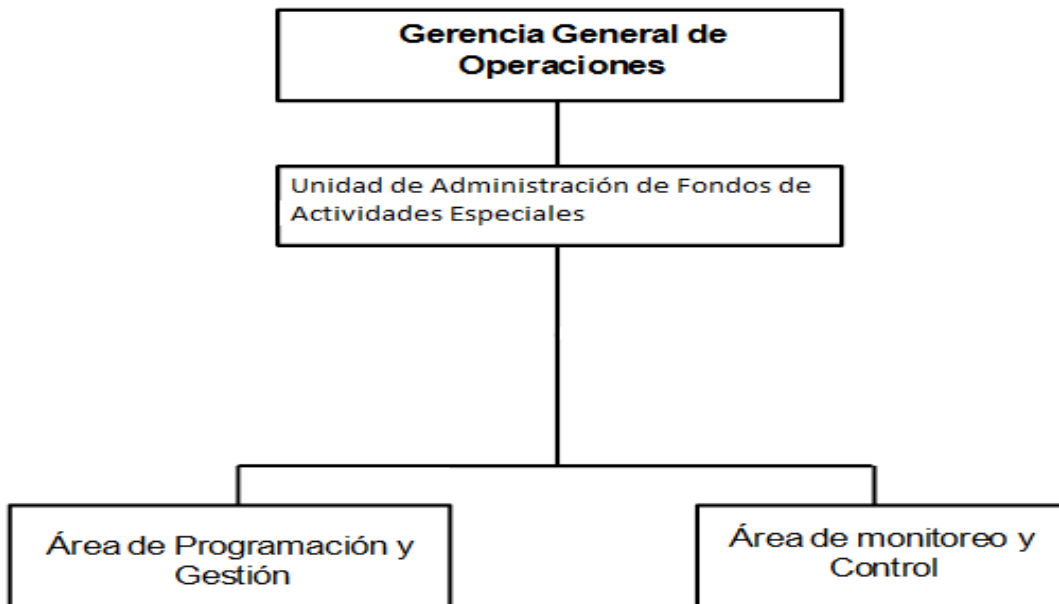 Gerencia General de
Operaciones
Unidad de Administración de Fondos de
Actividades Especiales
Área de Programación y
Gestión
Área de monitoreo y
Control